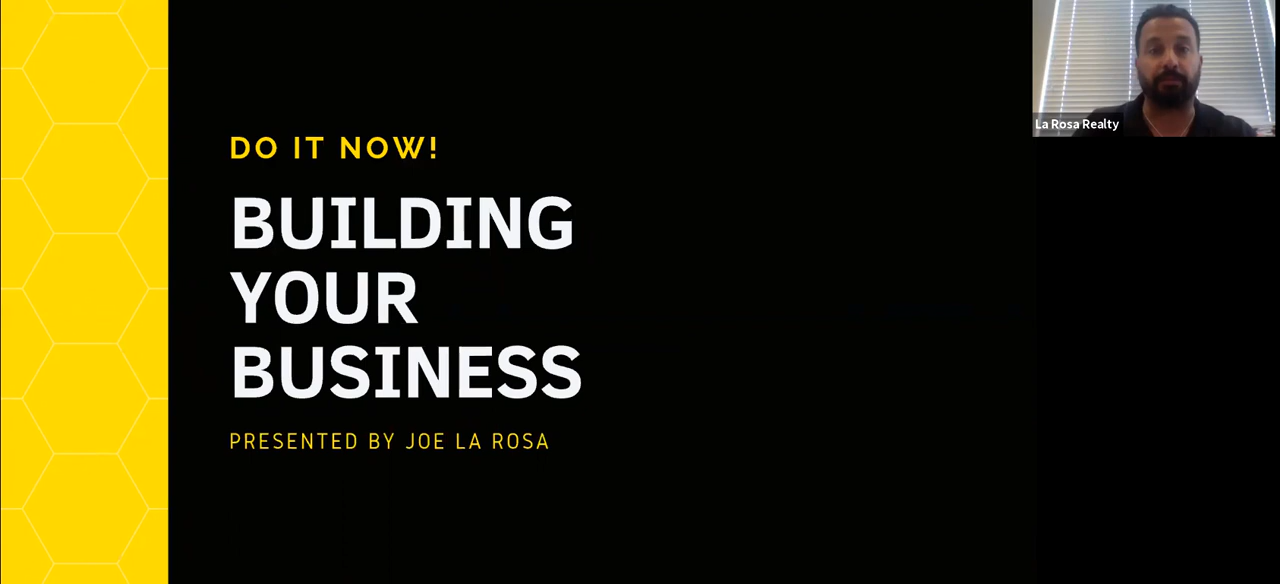 DO IT NOW!
BUILDING
YOUR
BUSINESS
PRESENTED BY JOE LA ROSA
La Rosa Realty